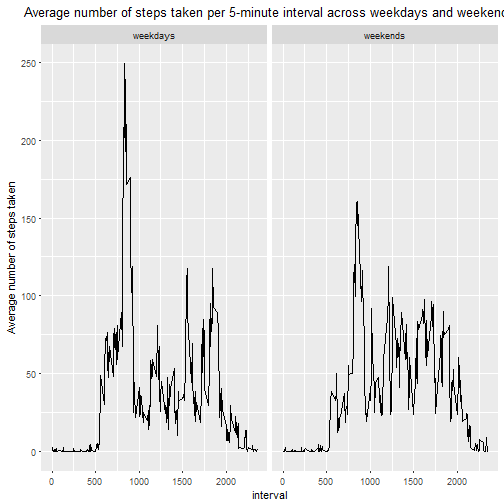 Average number of steps taken per 5-minute interval across weekdays and weekend
weekdays
weekends
250
200
150
100
50
0
Average number of steps taken
0 500 1000 1500 2000 0 500 1000 1500 2000
interval